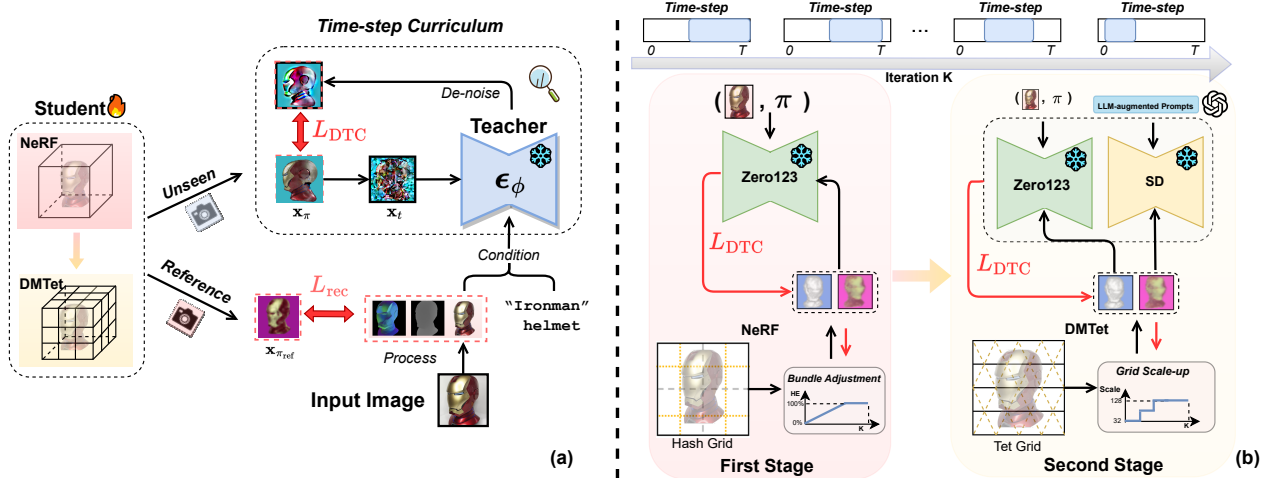 Time-step Curriculum
Student
NeRF
DMTet
Unseen
Reference
De-noise
L_DTC
Teacher
ϵ_ϕ
x_π
x_t
Condition
L_rec
x_{π_ref}
Process
"Ironman"
helmet
Input Image
(a)
Time-step
0
T
Time-step
0
T
...
Time-step
0
T
Time-step
0
T
Iteration K
( , π )
Zero123
L_DTC
NeRF
Hash Grid
Bundle Adjustment
HE
100%
0%
K
First Stage
( , π )
LLM-augmented Prompts
Zero123
SD
L_DTC
DMTet
Tet Grid
Grid Scale-up
Scale
128
32
K
Second Stage
(b)